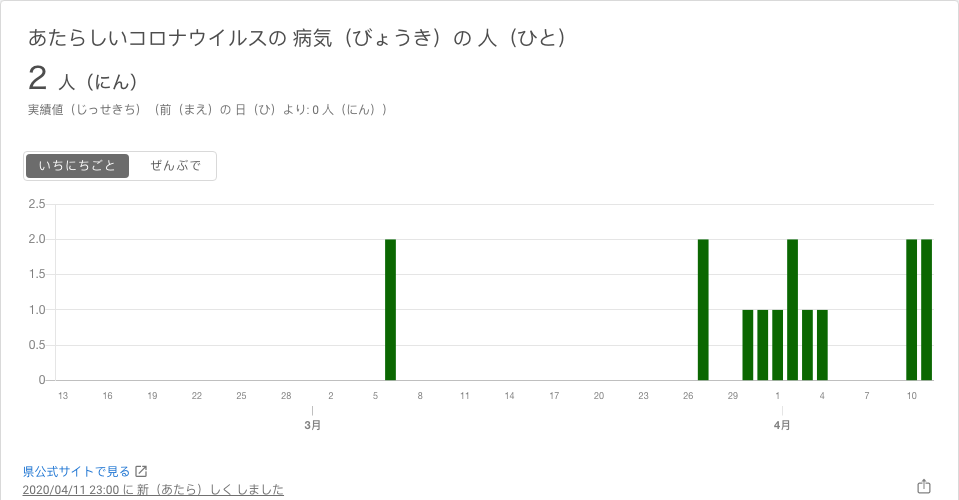 あたらしいコロナウイルスの 病気（びょうき）の 人（ひと）
2 人（にん）
実績値（じっせきち）（前（まえ）の 日（ひ）より: 0 人（にん））
いちにちごと ぜんぶで
2.5
2.0
1.5
1.0
0.5
0
13 16 19 22 25 28 2 5 8 11 14 17 20 23 26 29 1 4 7 10
3月 4月
県公式サイトで見る
2020/04/11 23:00 に 新（あたら）しく しました